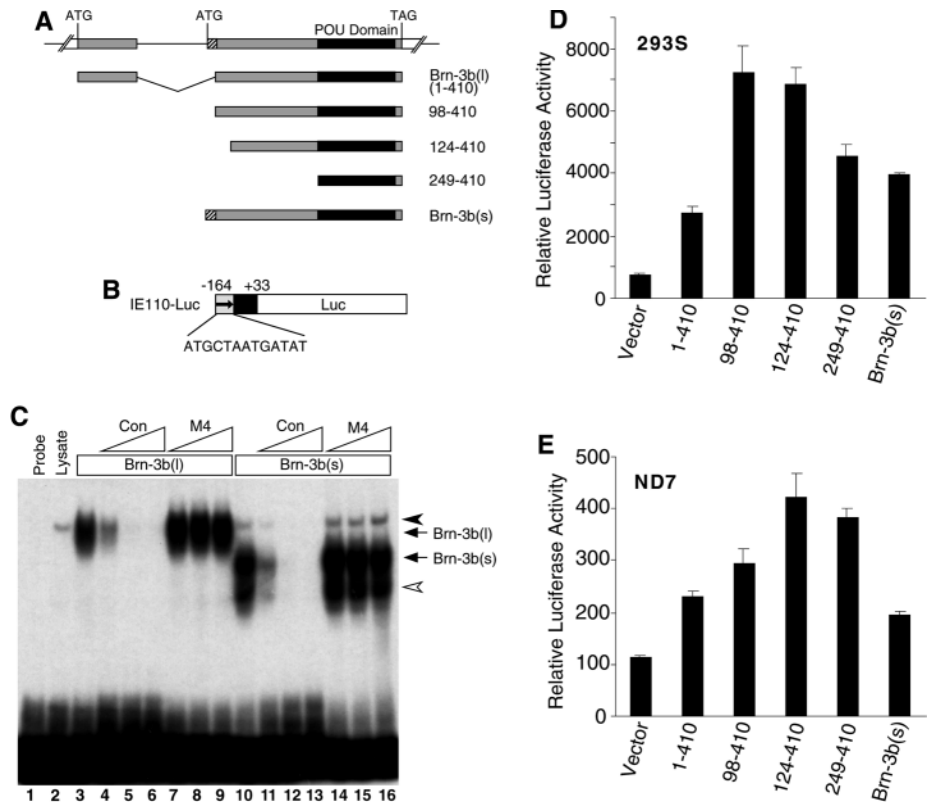 A
ATG ATG TAG
POU Domain
Brn-3b(l)
(1-410)
98-410
124-410
249-410
Brn-3b(s)
B
-164 +33
IE110-Luc Luc
ATGCTAATGATAT
C
Probe
Lysate
Con M4 Con M4
Brn-3b(l) Brn-3b(s)
Brn-3b(l)
Brn-3b(s)
1 2 3 4 5 6 7 8 9 10 11 12 13 14 15 16
D
293S
Relative Luciferase Activity
8000
6000
4000
2000
0
Vector
1-410
98-410
124-410
249-410
Brn-3b(s)
E
ND7
Relative Luciferase Activity
500
400
300
200
100
0
Vector
1-410
98-410
124-410
249-410
Brn-3b(s)